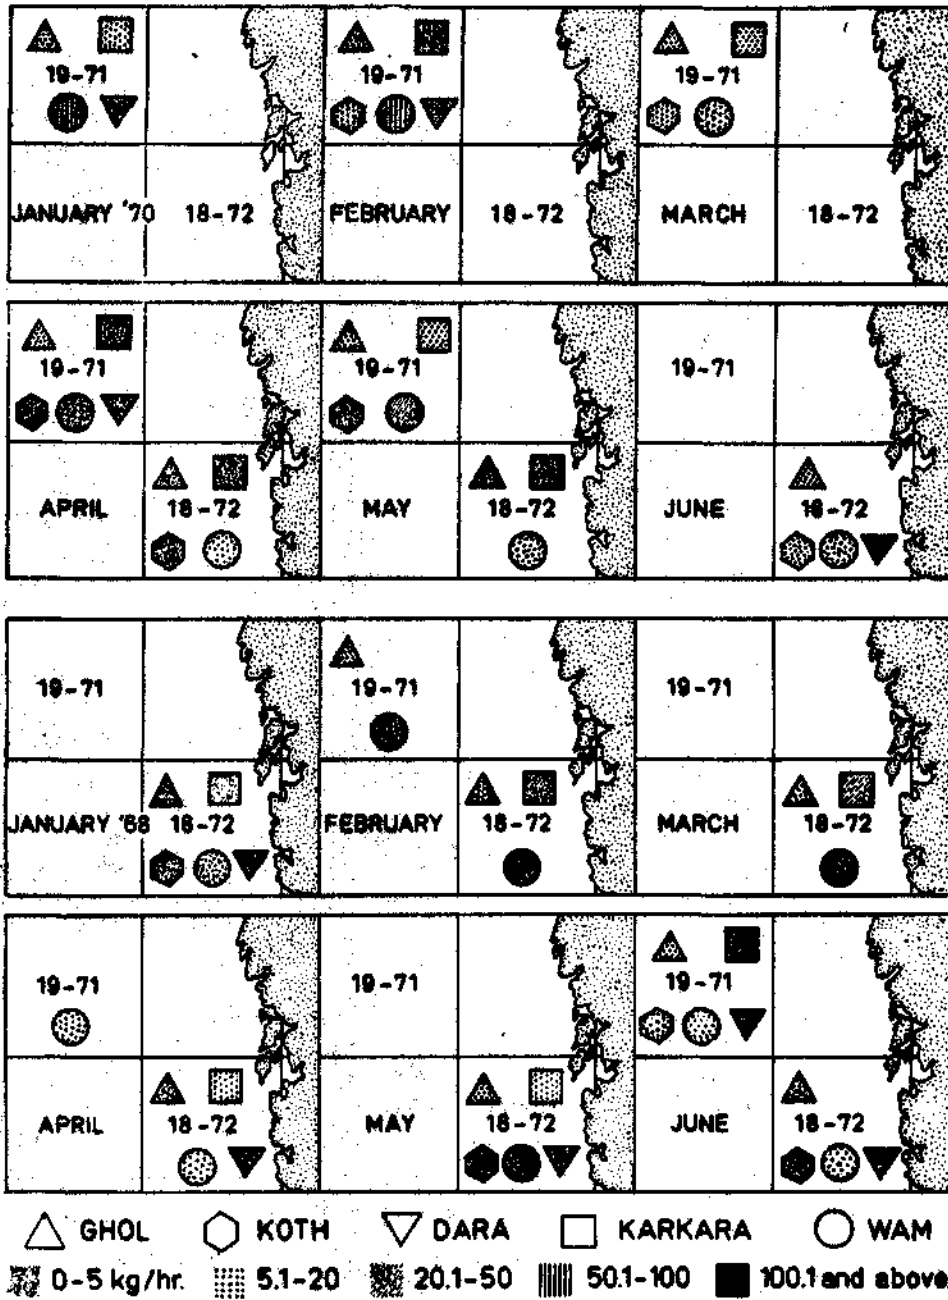 19-71 19-71 19-71
JANUARY '70 18-72 FEBRUARY 18-72 MARCH 18-72
19-71 19-71 19-71
APRIL 18-72 MAY 18-72 JUNE 18-72
19-71 19-71 19-71
JANUARY '68 18-72 FEBRUARY 18-72 MARCH 18-72
19-71 19-71 19-71
APRIL 18-72 MAY 18-72 JUNE 18-72
GHOL KOTH DARA KARKARA WAM
0-5 kg/hr. 5.1-20 20.1-50 50.1-100 100.1 and above